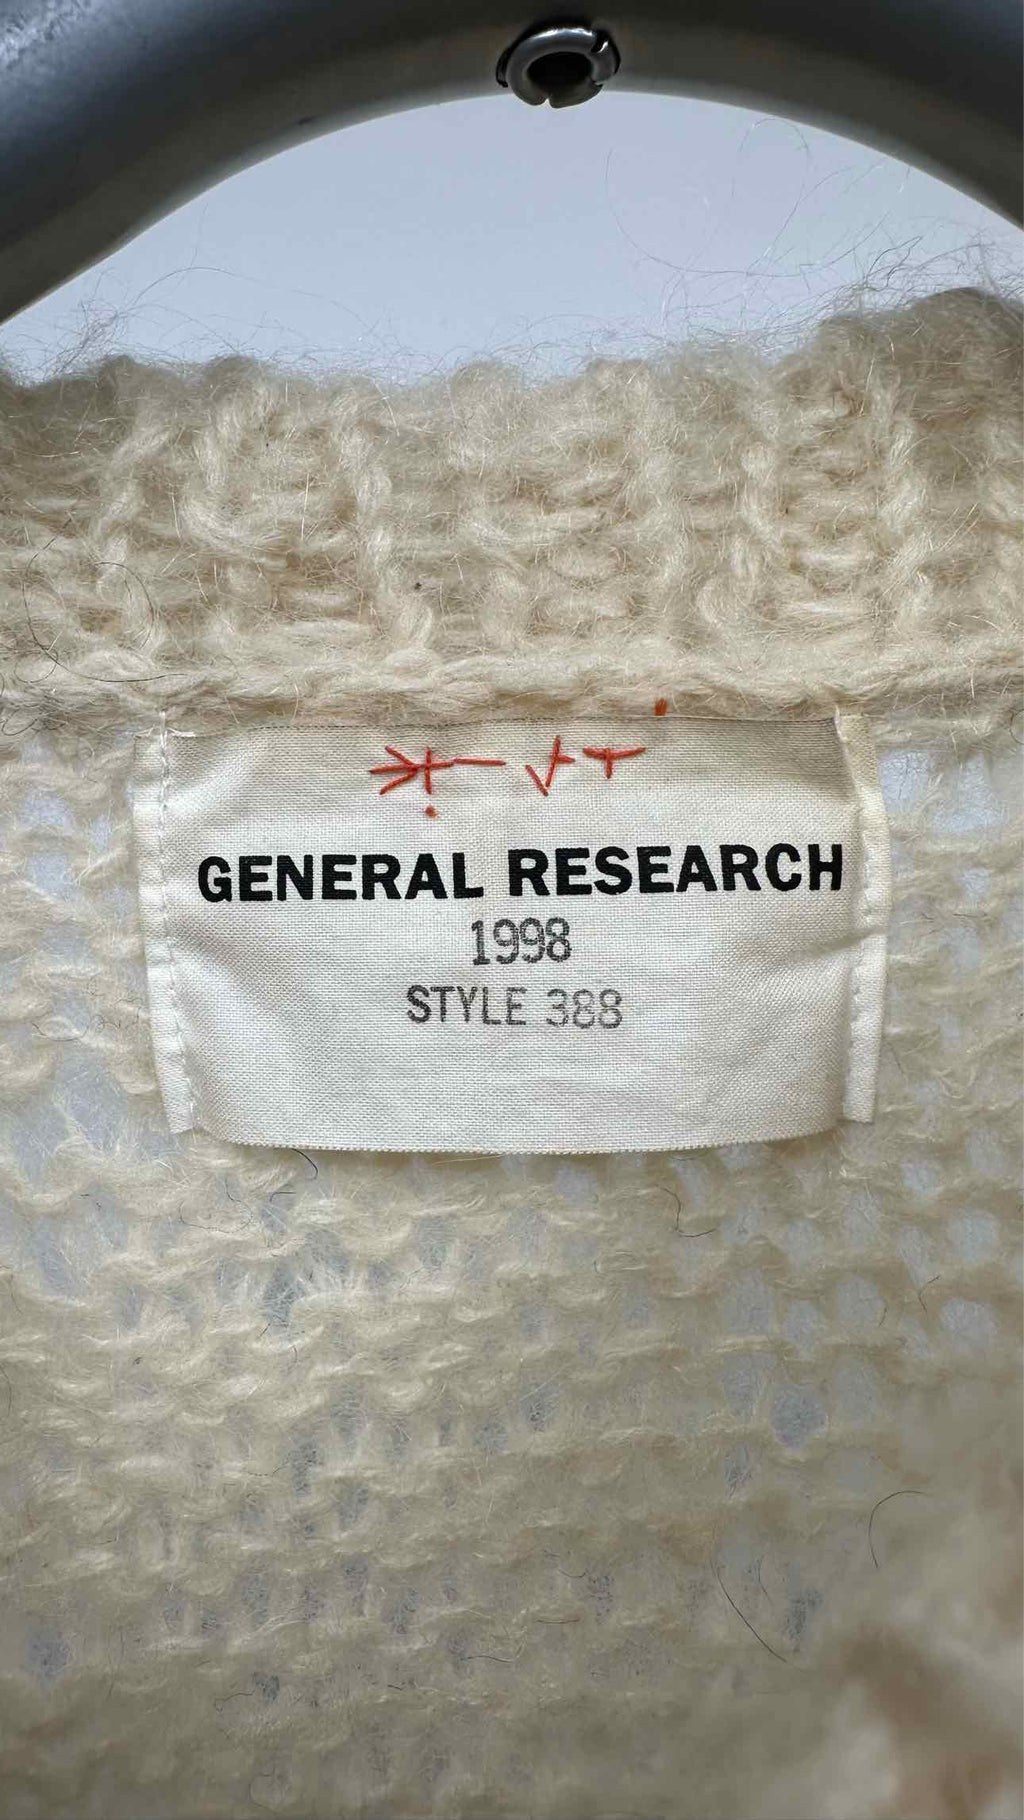 GENERAL RESEARCH
1998
STYLE 388